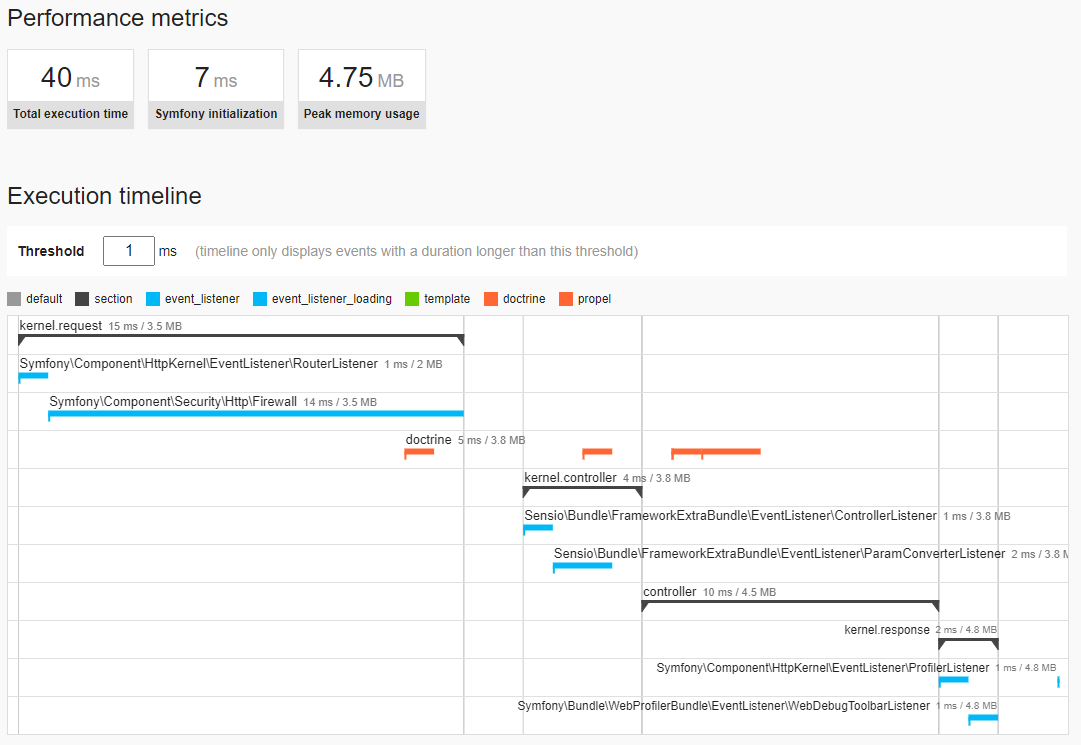 Performance metrics
40 ms
Total execution time
7 ms
Symfony initialization
4.75 MB
Peak memory usage
Execution timeline
Threshold 1 ms (timeline only displays events with a duration longer than this threshold)
default section event_listener event_listener_loading template doctrine propel
kernel.request 15 ms / 3.5 MB
Symfony\Component\HttpKernel\EventListener\RouterListener 1 ms / 2 MB
Symfony\Component\Security\Http\Firewall 14 ms / 3.5 MB
doctrine 5 ms / 3.8 MB
kernel.controller 4 ms / 3.8 MB
Sensio\Bundle\FrameworkExtraBundle\EventListener\ControllerListener 1 ms / 3.8 MB
Sensio\Bundle\FrameworkExtraBundle\EventListener\ParamConverterListener 2 ms / 3.8 M
controller 10 ms / 4.5 MB
kernel.response 2 ms / 4.8 MB
Symfony\Component\HttpKernel\EventListener\ProfilerListener 1 ms / 4.8 MB
Symfony\Bundle\WebProfilerBundle\EventListener\WebDebugToolbarListener 1 ms / 4.8 MB